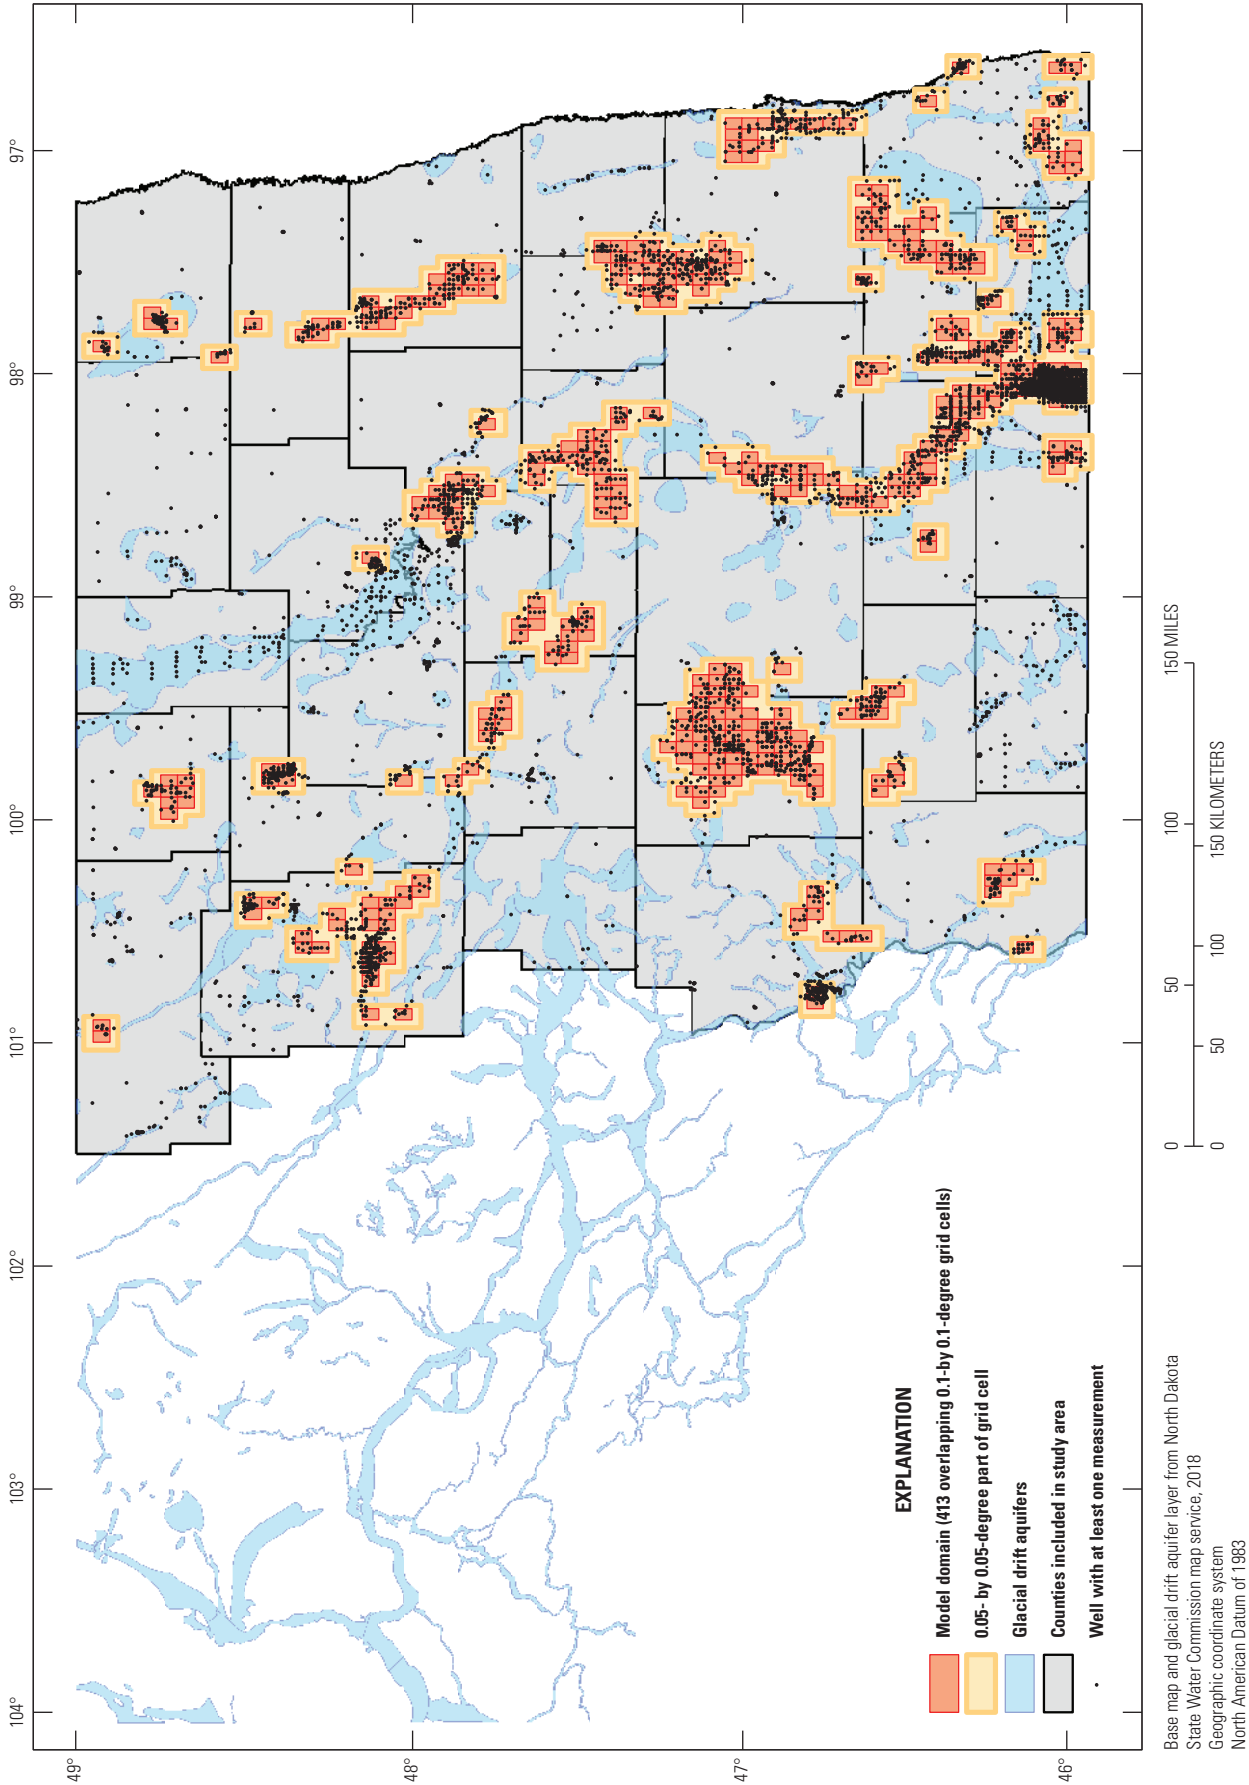 104°
103°
102°
101°
100°
99°
98°
97°
49°
48°
47°
46°
EXPLANATION
Model domain (413 overlapping 0.1-by 0.1-degree grid cells)
0.05- by 0.05-degree part of grid cell
Glacial drift aquifers
Counties included in study area
Well with at least one measurement
Base map and glacial drift aquifer layer from North Dakota
State Water Commission map service, 2018
Geographic coordinate system
North American Datum of 1983
0 50 100 150 MILES
0 50 100 150 KILOMETERS